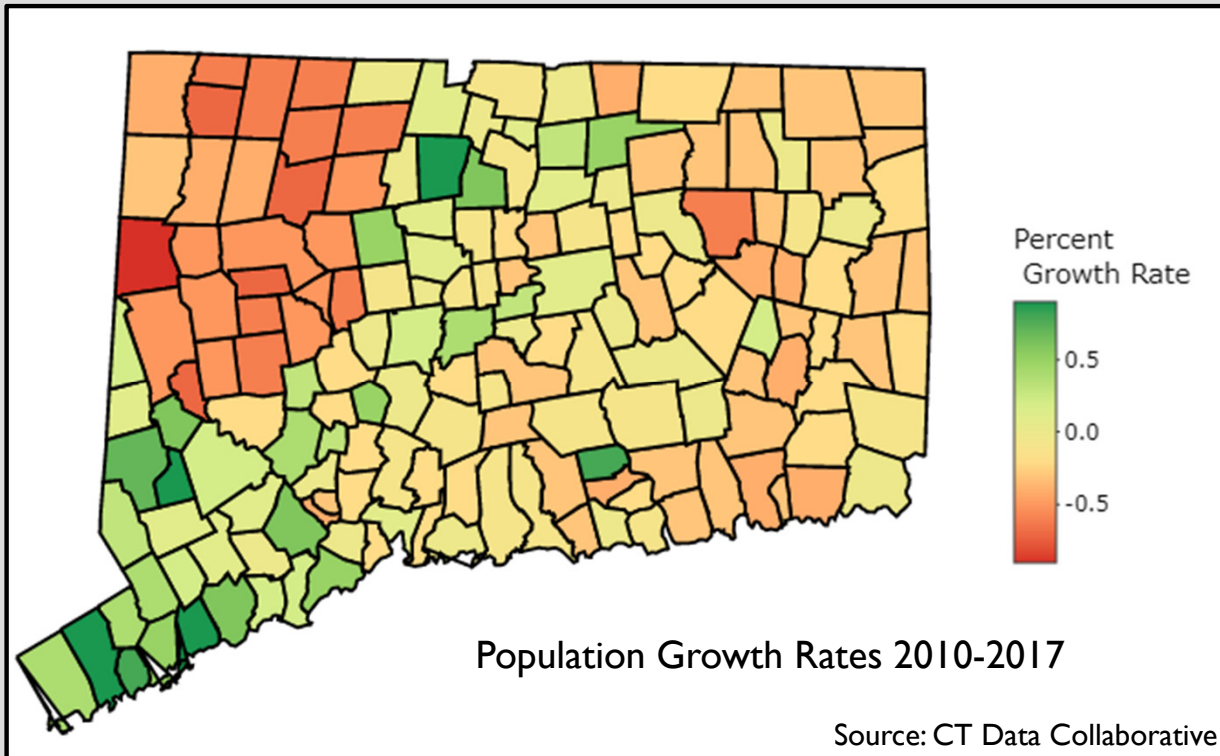 Percent
Growth Rate
0.5
0.0
-0.5
Population Growth Rates 2010-2017
Source: CT Data Collaborative